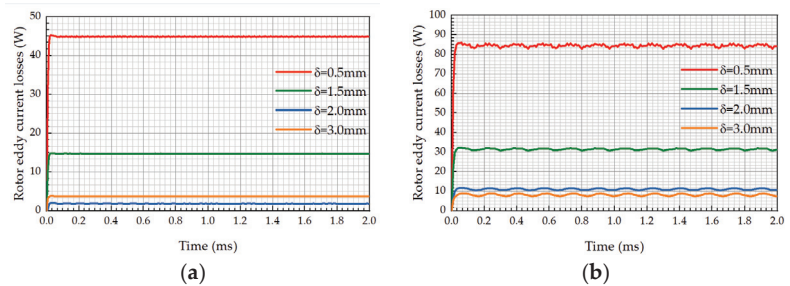 Rotor eddy current losses (W)
50
40
30
20
10
0
δ=0.5mm
δ=1.5mm
δ=2.0mm
δ=3.0mm
0.0 0.2 0.4 0.6 0.8 1.0 1.2 1.4 1.6 1.8 2.0
Time (ms)
(a)
Rotor eddy current losses (W)
100
90
80
70
60
50
40
30
20
10
0
δ=0.5mm
δ=1.5mm
δ=2.0mm
δ=3.0mm
0.0 0.2 0.4 0.6 0.8 1.0 1.2 1.4 1.6 1.8 2.0
Time (ms)
(b)